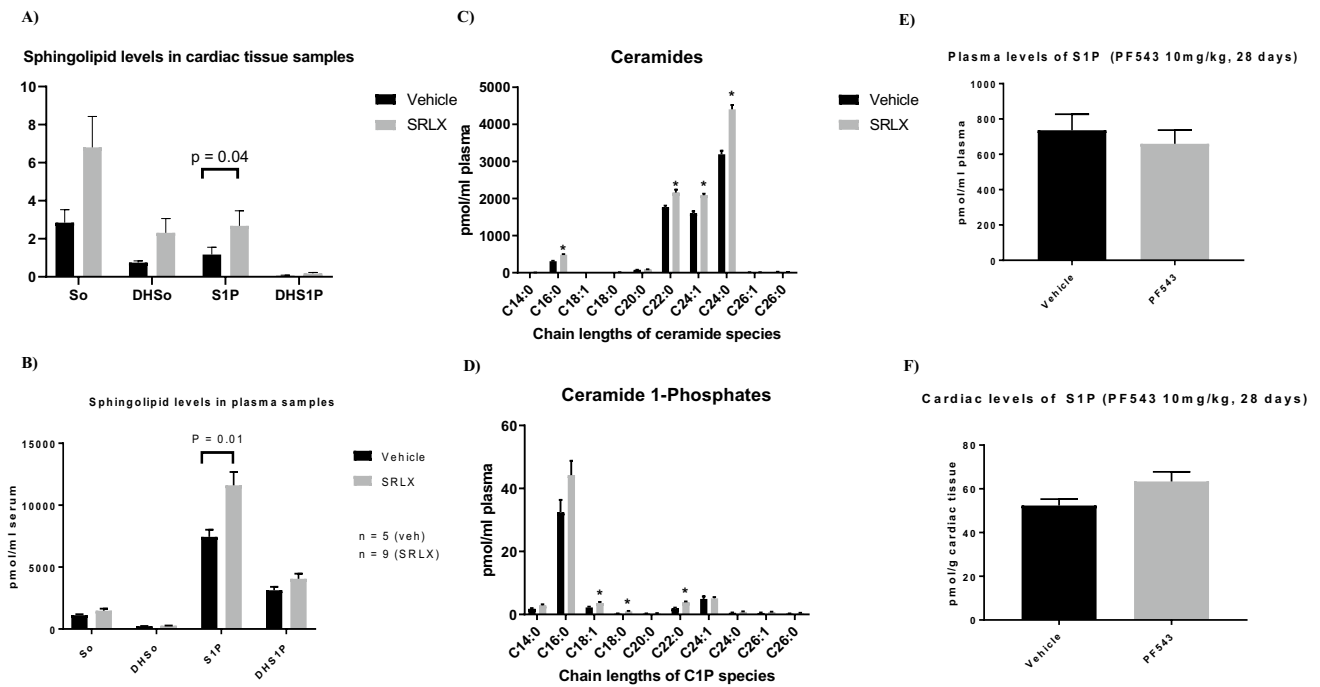 A)
Sphingolipid levels in cardiac tissue samples
10
8
6
4
2
0
p = 0.04
So DHSo S1P DHS1P
Vehicle
SRLX
B)
Sphingolipid levels in plasma samples
pmol/ml serum
15000
10000
5000
0
P = 0.01
So DHSo S1P DHS1P
Vehicle
SRLX
n = 5 (veh)
n = 9 (SRLX)
C)
Ceramides
pmol/ml plasma
5000
4000
3000
2000
1000
0
* * * *
C14:0 C16:0 C18:1 C18:0 C20:0 C22:0 C24:1 C24:0 C26:1 C26:0
Chain lengths of ceramide species
Vehicle
SRLX
D)
Ceramide 1-Phosphates
pmol/ml plasma
60
40
20
0
* * *
C14:0 C16:0 C18:1 C18:0 C20:0 C22:0 C24:1 C24:0 C26:1 C26:0
Chain lengths of C1P species
E)
Plasma levels of S1P (PF543 10mg/kg, 28 days)
pmol/ml plasma
1000
800
600
400
200
0
Vehicle PF543
F)
Cardiac levels of S1P (PF543 10mg/kg, 28 days)
pmol/g cardiac tissue
80
60
40
20
0
Vehicle PF543